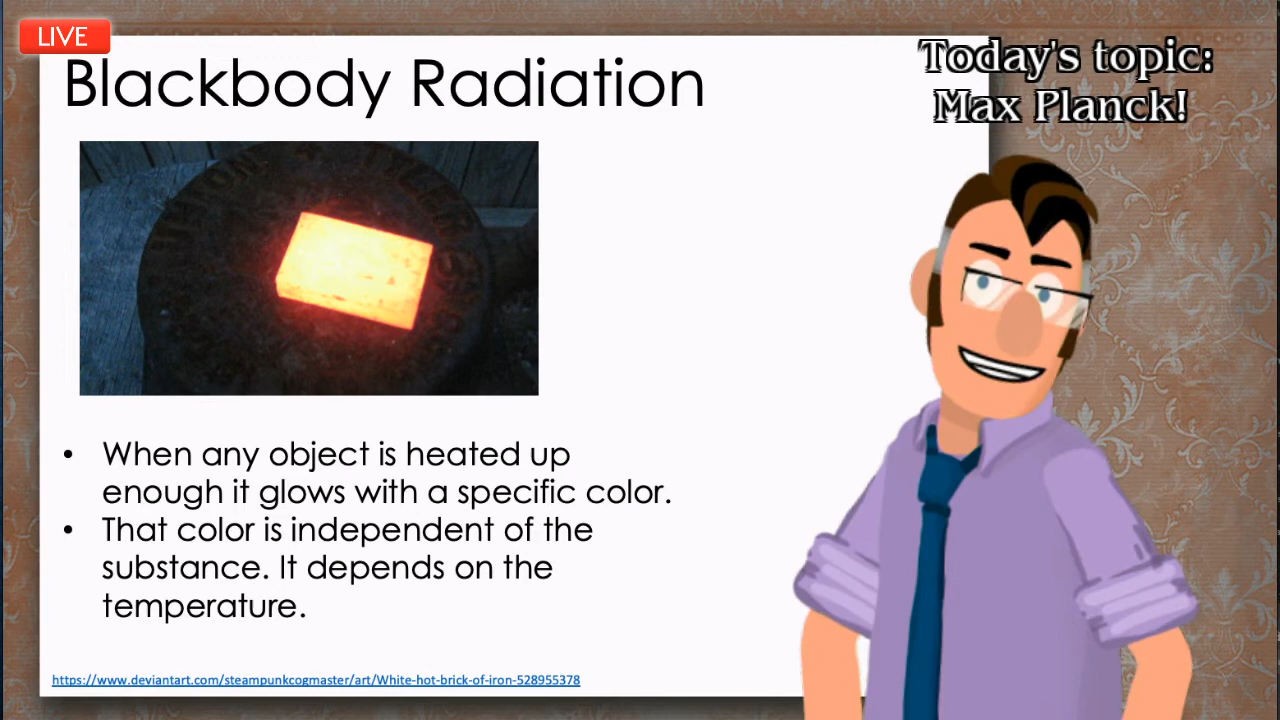 LIVE
Blackbody Radiation
Today's topic:
Max Planck!
• When any object is heated up
enough it glows with a specific color.
• That color is independent of the
substance. It depends on the
temperature.
https://www.deviantart.com/steampunkcogmaster/art/White-hot-brick-of-iron-528955378